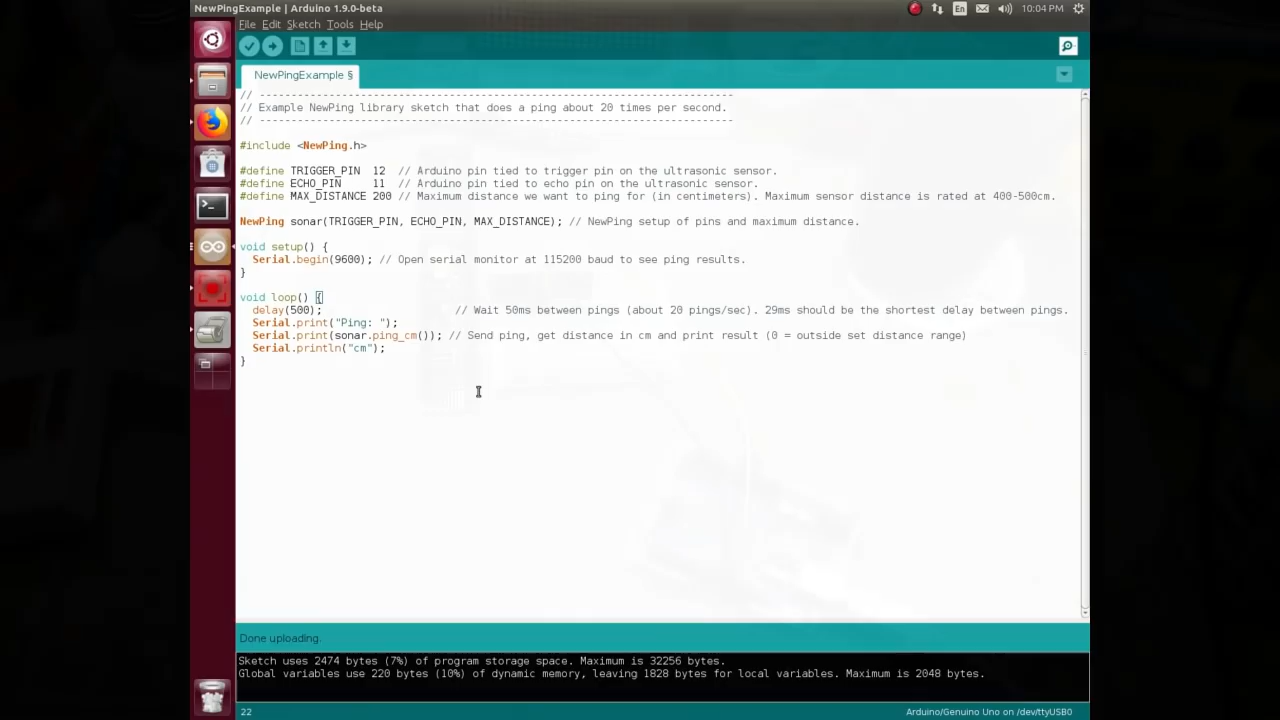 NewPingExample | Arduino 1.9.0-beta
En
10:04 PM
File Edit Sketch Tools Help
NewPingExample §
// ---------------------------------------------------------------------------
// Example NewPing library sketch that does a ping about 20 times per second.
// ---------------------------------------------------------------------------
#include <NewPing.h>
#define TRIGGER_PIN  12  // Arduino pin tied to trigger pin on the ultrasonic sensor.
#define ECHO_PIN     11  // Arduino pin tied to echo pin on the ultrasonic sensor.
#define MAX_DISTANCE 200 // Maximum distance we want to ping for (in centimeters). Maximum sensor distance is rated at 400-500cm.
NewPing sonar(TRIGGER_PIN, ECHO_PIN, MAX_DISTANCE); // NewPing setup of pins and maximum distance.
void setup() {
  Serial.begin(9600); // Open serial monitor at 115200 baud to see ping results.
}
void loop() {
  delay(500);                     // Wait 50ms between pings (about 20 pings/sec). 29ms should be the shortest delay between pings.
  Serial.print("Ping: ");
  Serial.print(sonar.ping_cm()); // Send ping, get distance in cm and print result (0 = outside set distance range)
  Serial.println("cm");
}
Done uploading.
Sketch uses 2474 bytes (7%) of program storage space. Maximum is 32256 bytes.
Global variables use 220 bytes (10%) of dynamic memory, leaving 1828 bytes for local variables. Maximum is 2048 bytes.
22
Arduino/Genuino Uno on /dev/ttyUSB0